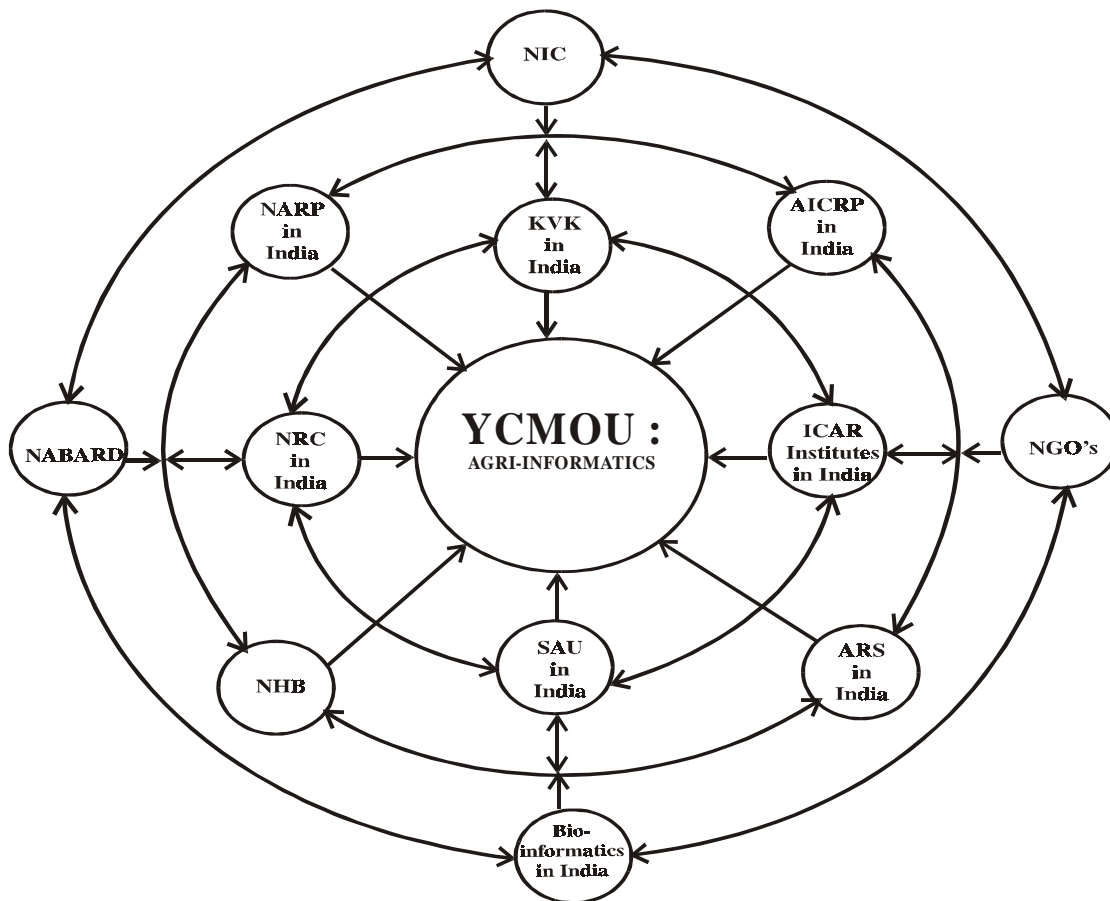 NIC
NARP
in
India
KVK
in
India
AICRP
in
India
NABARD
NRC
in
India
YCMOU :
AGRI-INFORMATICS
ICAR
Institutes
in India
NGO's
NHB
SAU
in
India
ARS
in
India
Bio-
informatics
in India